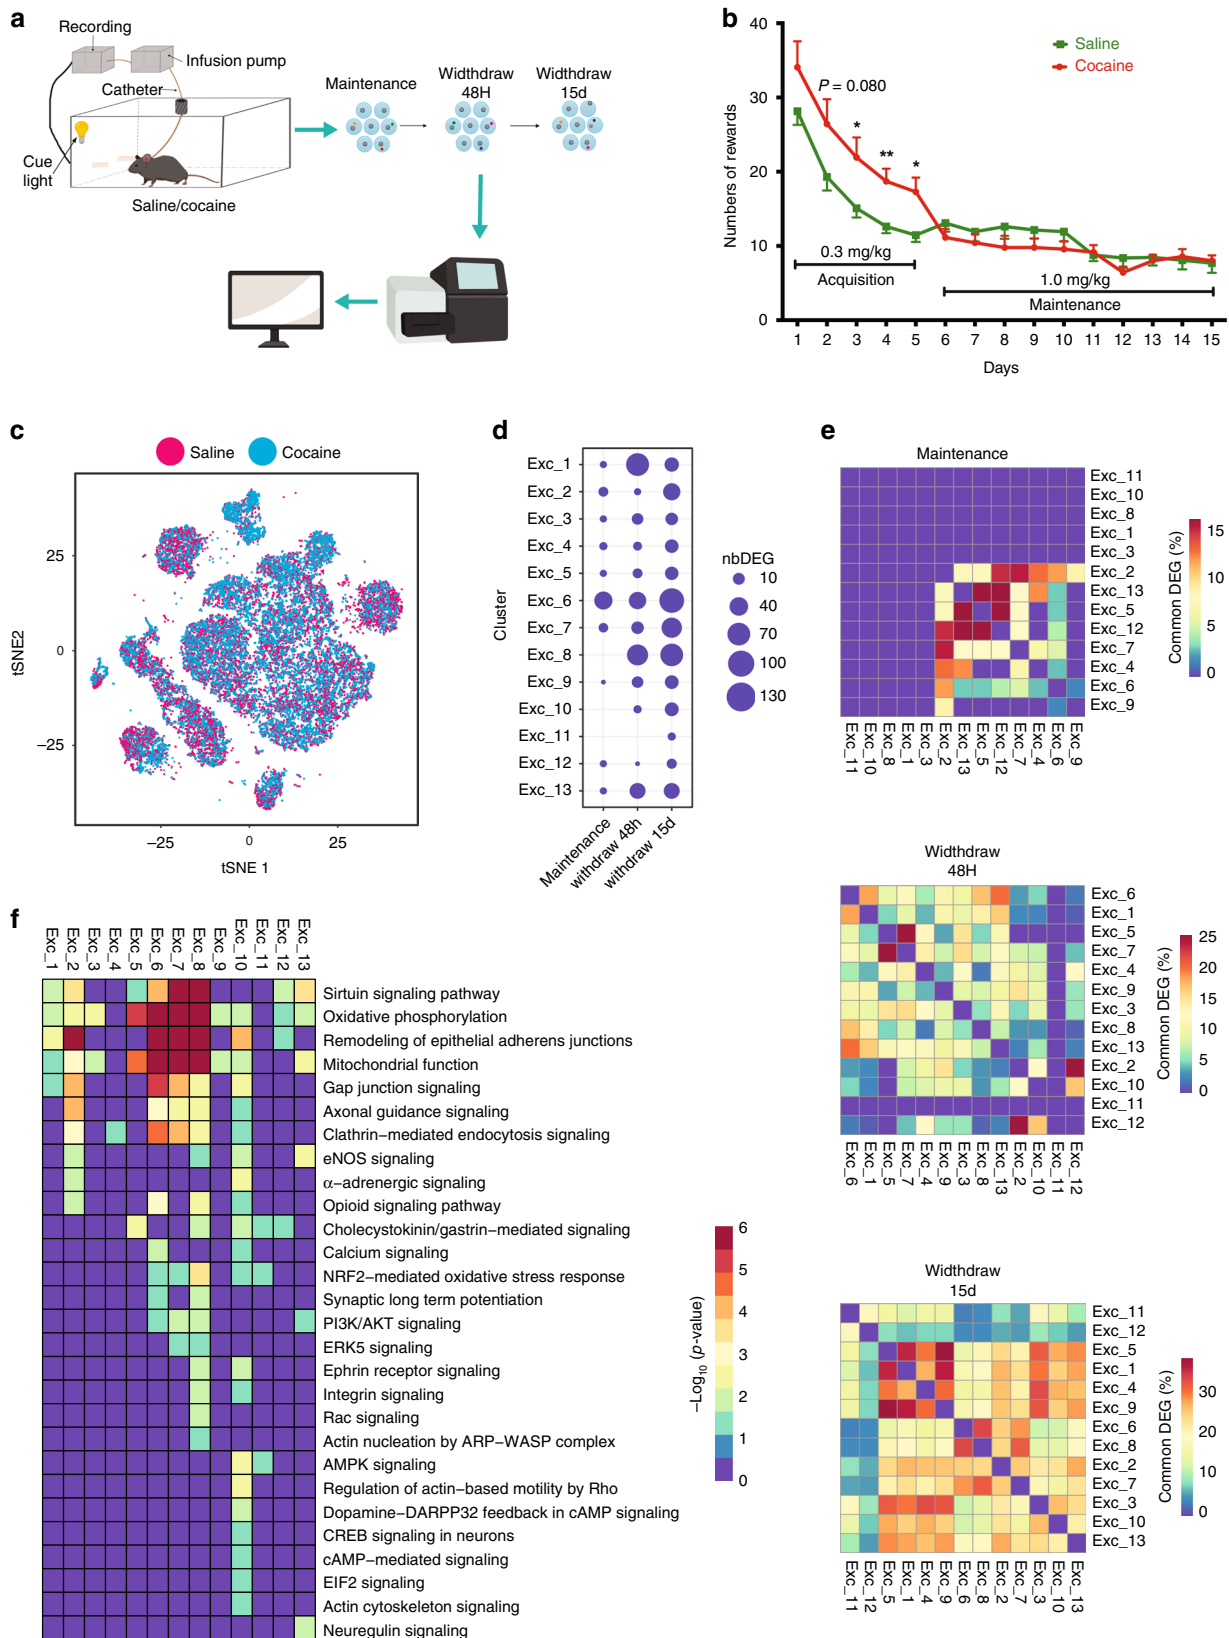 a
Recording
Infusion pump
Catheter
Cue
light
Saline/cocaine
Maintenance
Widthdraw
48H
Widthdraw
15d
b
Numbers of rewards
40
30
20
10
0
Saline
Cocaine
P = 0.080
*
**
*
0.3 mg/kg
Acquisition
1.0 mg/kg
Maintenance
1 2 3 4 5 6 7 8 9 10 11 12 13 14 15
Days
c
Saline Cocaine
tSNE2
25
0
−25
−25 0 25
tSNE 1
d
Cluster
Exc_1
Exc_2
Exc_3
Exc_4
Exc_5
Exc_6
Exc_7
Exc_8
Exc_9
Exc_10
Exc_11
Exc_12
Exc_13
Maintenance
withdraw 48h
withdraw 15d
nbDEG
10
40
70
100
130
e
Maintenance
Exc_11
Exc_10
Exc_8
Exc_1
Exc_3
Exc_2
Exc_13
Exc_5
Exc_12
Exc_7
Exc_4
Exc_6
Exc_9
Exc_11 Exc_10 Exc_8 Exc_1 Exc_3 Exc_2 Exc_13 Exc_5 Exc_12 Exc_7 Exc_4 Exc_6 Exc_9
Common DEG (%)
15
10
5
0
Widthdraw
48H
Exc_6
Exc_1
Exc_5
Exc_7
Exc_4
Exc_9
Exc_3
Exc_8
Exc_13
Exc_2
Exc_10
Exc_11
Exc_12
Exc_6 Exc_1 Exc_5 Exc_7 Exc_4 Exc_9 Exc_3 Exc_8 Exc_13 Exc_2 Exc_10 Exc_11 Exc_12
Common DEG (%)
25
20
15
10
5
0
Widthdraw
15d
Exc_11
Exc_12
Exc_5
Exc_1
Exc_4
Exc_9
Exc_6
Exc_8
Exc_2
Exc_7
Exc_3
Exc_10
Exc_13
Exc_11 Exc_12 Exc_5 Exc_1 Exc_4 Exc_9 Exc_6 Exc_8 Exc_2 Exc_7 Exc_3 Exc_10 Exc_13
Common DEG (%)
30
20
10
0
f
Exc_1 Exc_2 Exc_3 Exc_4 Exc_5 Exc_6 Exc_7 Exc_8 Exc_9 Exc_10 Exc_11 Exc_12 Exc_13
Sirtuin signaling pathway
Oxidative phosphorylation
Remodeling of epithelial adherens junctions
Mitochondrial function
Gap junction signaling
Axonal guidance signaling
Clathrin−mediated endocytosis signaling
eNOS signaling
α−adrenergic signaling
Opioid signaling pathway
Cholecystokinin/gastrin−mediated signaling
Calcium signaling
NRF2−mediated oxidative stress response
Synaptic long term potentiation
PI3K/AKT signaling
ERK5 signaling
Ephrin receptor signaling
Integrin signaling
Rac signaling
Actin nucleation by ARP−WASP complex
AMPK signaling
Regulation of actin−based motility by Rho
Dopamine−DARPP32 feedback in cAMP signaling
CREB signaling in neurons
cAMP−mediated signaling
EIF2 signaling
Actin cytoskeleton signaling
Neuregulin signaling
−Log₁₀ (p-value)
6
5
4
3
2
1
0